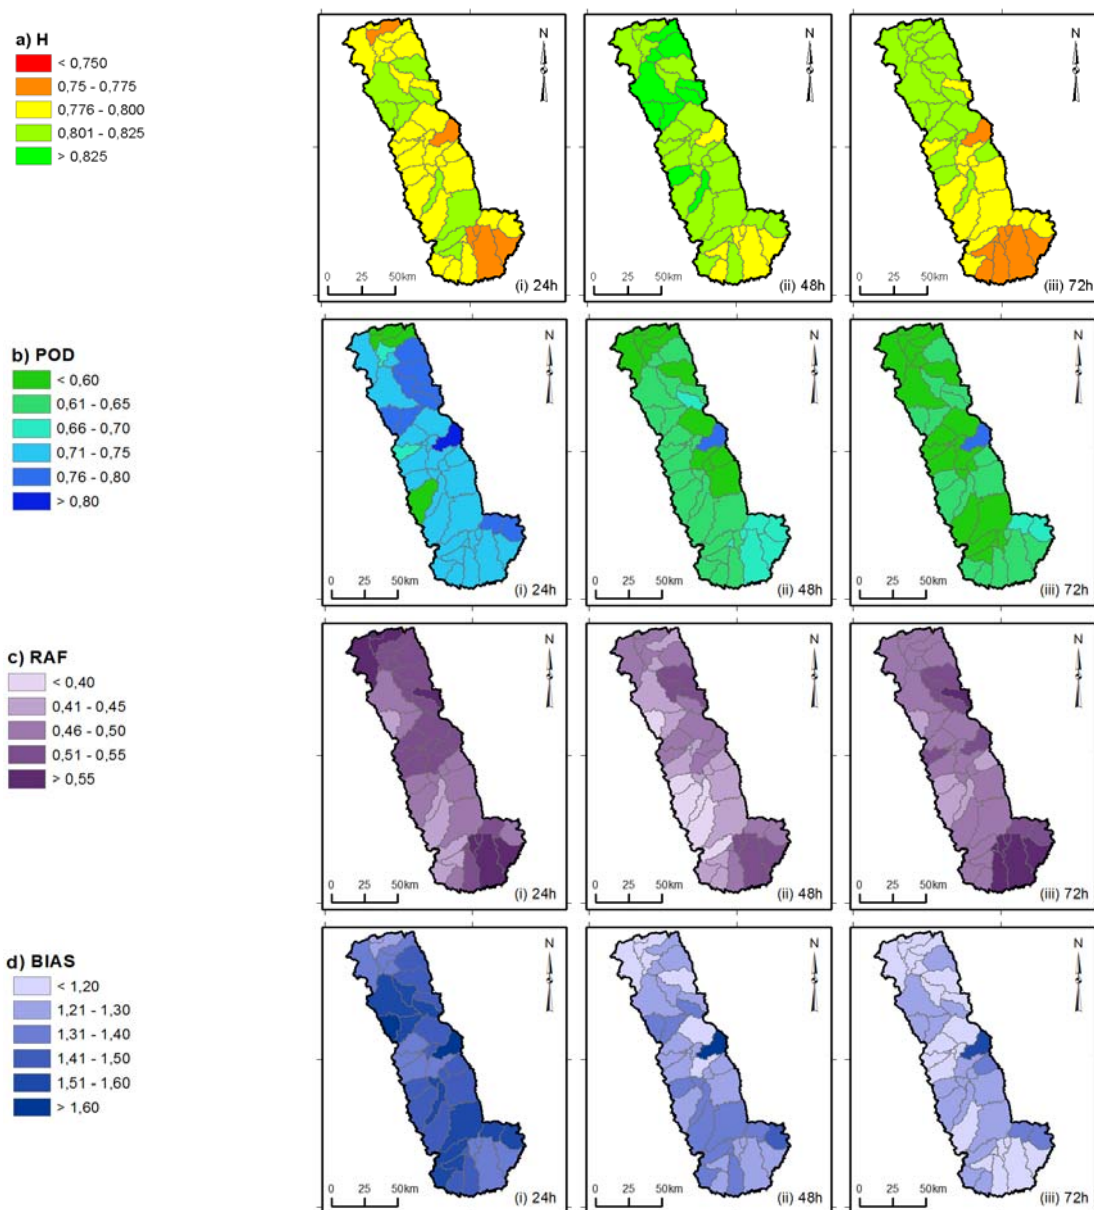 a) H
< 0,750
0,75 - 0,775
0,776 - 0,800
0,801 - 0,825
> 0,825
N
0 25 50km
(i) 24h
N
0 25 50km
(ii) 48h
N
0 25 50km
(iii) 72h
b) POD
< 0,60
0,61 - 0,65
0,66 - 0,70
0,71 - 0,75
0,76 - 0,80
> 0,80
N
0 25 50km
(i) 24h
N
0 25 50km
(ii) 48h
N
0 25 50km
(iii) 72h
c) RAF
< 0,40
0,41 - 0,45
0,46 - 0,50
0,51 - 0,55
> 0,55
N
0 25 50km
(i) 24h
N
0 25 50km
(ii) 48h
N
0 25 50km
(iii) 72h
d) BIAS
< 1,20
1,21 - 1,30
1,31 - 1,40
1,41 - 1,50
1,51 - 1,60
> 1,60
N
0 25 50km
(i) 24h
N
0 25 50km
(ii) 48h
N
0 25 50km
(iii) 72h